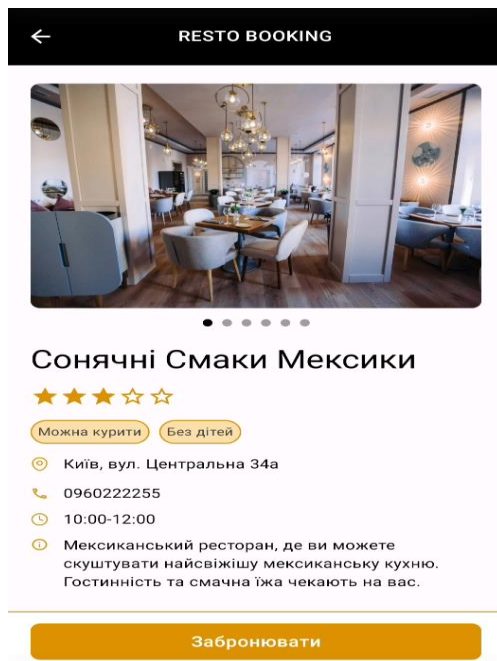 RESTO BOOKING
Сонячні Смаки Мексики
Можна курити Без дітей
Київ, вул. Центральна 34а
0960222255
10:00-12:00
Мексиканський ресторан, де ви можете
скуштувати найсвіжішу мексиканську кухню.
Гостинність та смачна їжа чекають на вас.
Забронювати